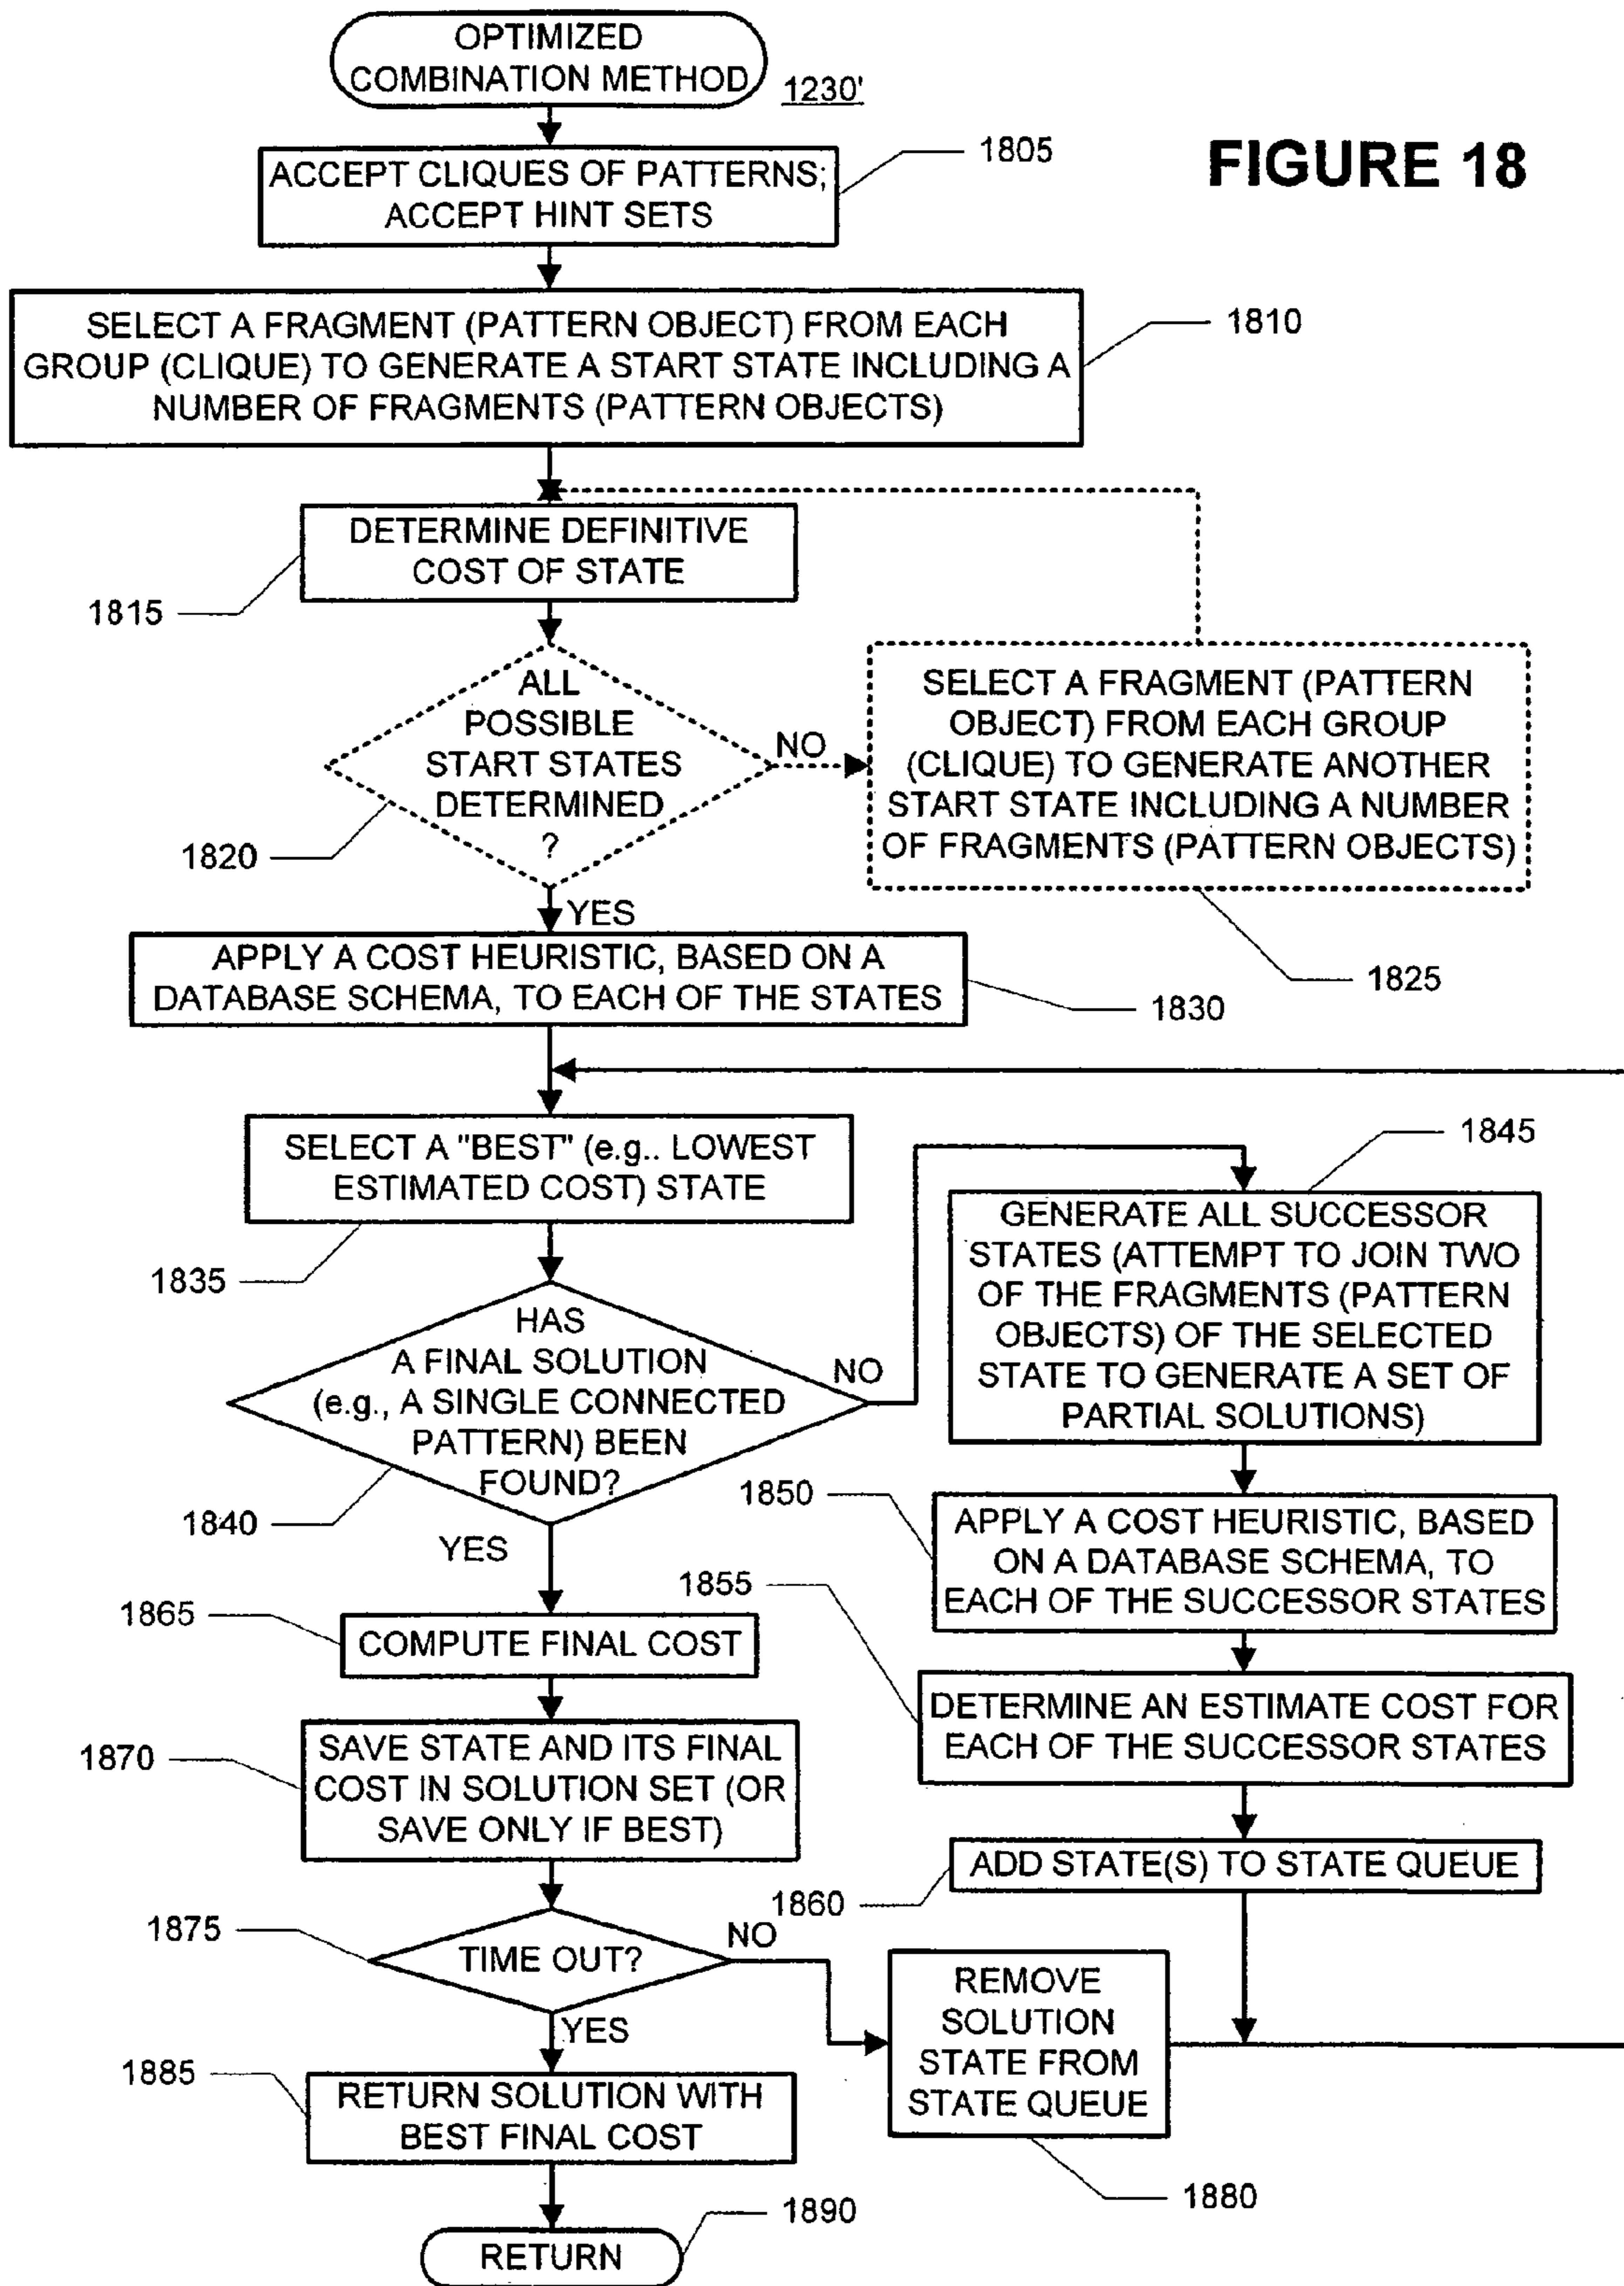 OPTIMIZED
COMBINATION METHOD
1230'
FIGURE 18
1805
ACCEPT CLIQUES OF PATTERNS;
ACCEPT HINT SETS
1810
SELECT A FRAGMENT (PATTERN OBJECT) FROM EACH
GROUP (CLIQUE) TO GENERATE A START STATE INCLUDING A
NUMBER OF FRAGMENTS (PATTERN OBJECTS)
DETERMINE DEFINITIVE
COST OF STATE
1815
ALL
POSSIBLE
START STATES
DETERMINED
?
1820
NO
SELECT A FRAGMENT (PATTERN
OBJECT) FROM EACH GROUP
(CLIQUE) TO GENERATE ANOTHER
START STATE INCLUDING A NUMBER
OF FRAGMENTS (PATTERN OBJECTS)
1825
YES
APPLY A COST HEURISTIC, BASED ON A
DATABASE SCHEMA, TO EACH OF THE STATES
1830
SELECT A "BEST" (e.g.. LOWEST
ESTIMATED COST) STATE
1835
HAS
A FINAL SOLUTION
(e.g., A SINGLE CONNECTED
PATTERN) BEEN
FOUND?
1840
NO
1845
GENERATE ALL SUCCESSOR
STATES (ATTEMPT TO JOIN TWO
OF THE FRAGMENTS (PATTERN
OBJECTS) OF THE SELECTED
STATE TO GENERATE A SET OF
PARTIAL SOLUTIONS)
1850
APPLY A COST HEURISTIC, BASED
ON A DATABASE SCHEMA, TO
EACH OF THE SUCCESSOR STATES
1855
DETERMINE AN ESTIMATE COST FOR
EACH OF THE SUCCESSOR STATES
ADD STATE(S) TO STATE QUEUE
1860
YES
1865
COMPUTE FINAL COST
1870
SAVE STATE AND ITS FINAL
COST IN SOLUTION SET (OR
SAVE ONLY IF BEST)
1875
TIME OUT?
NO
REMOVE
SOLUTION
STATE FROM
STATE QUEUE
1880
YES
1885
RETURN SOLUTION WITH
BEST FINAL COST
1890
RETURN